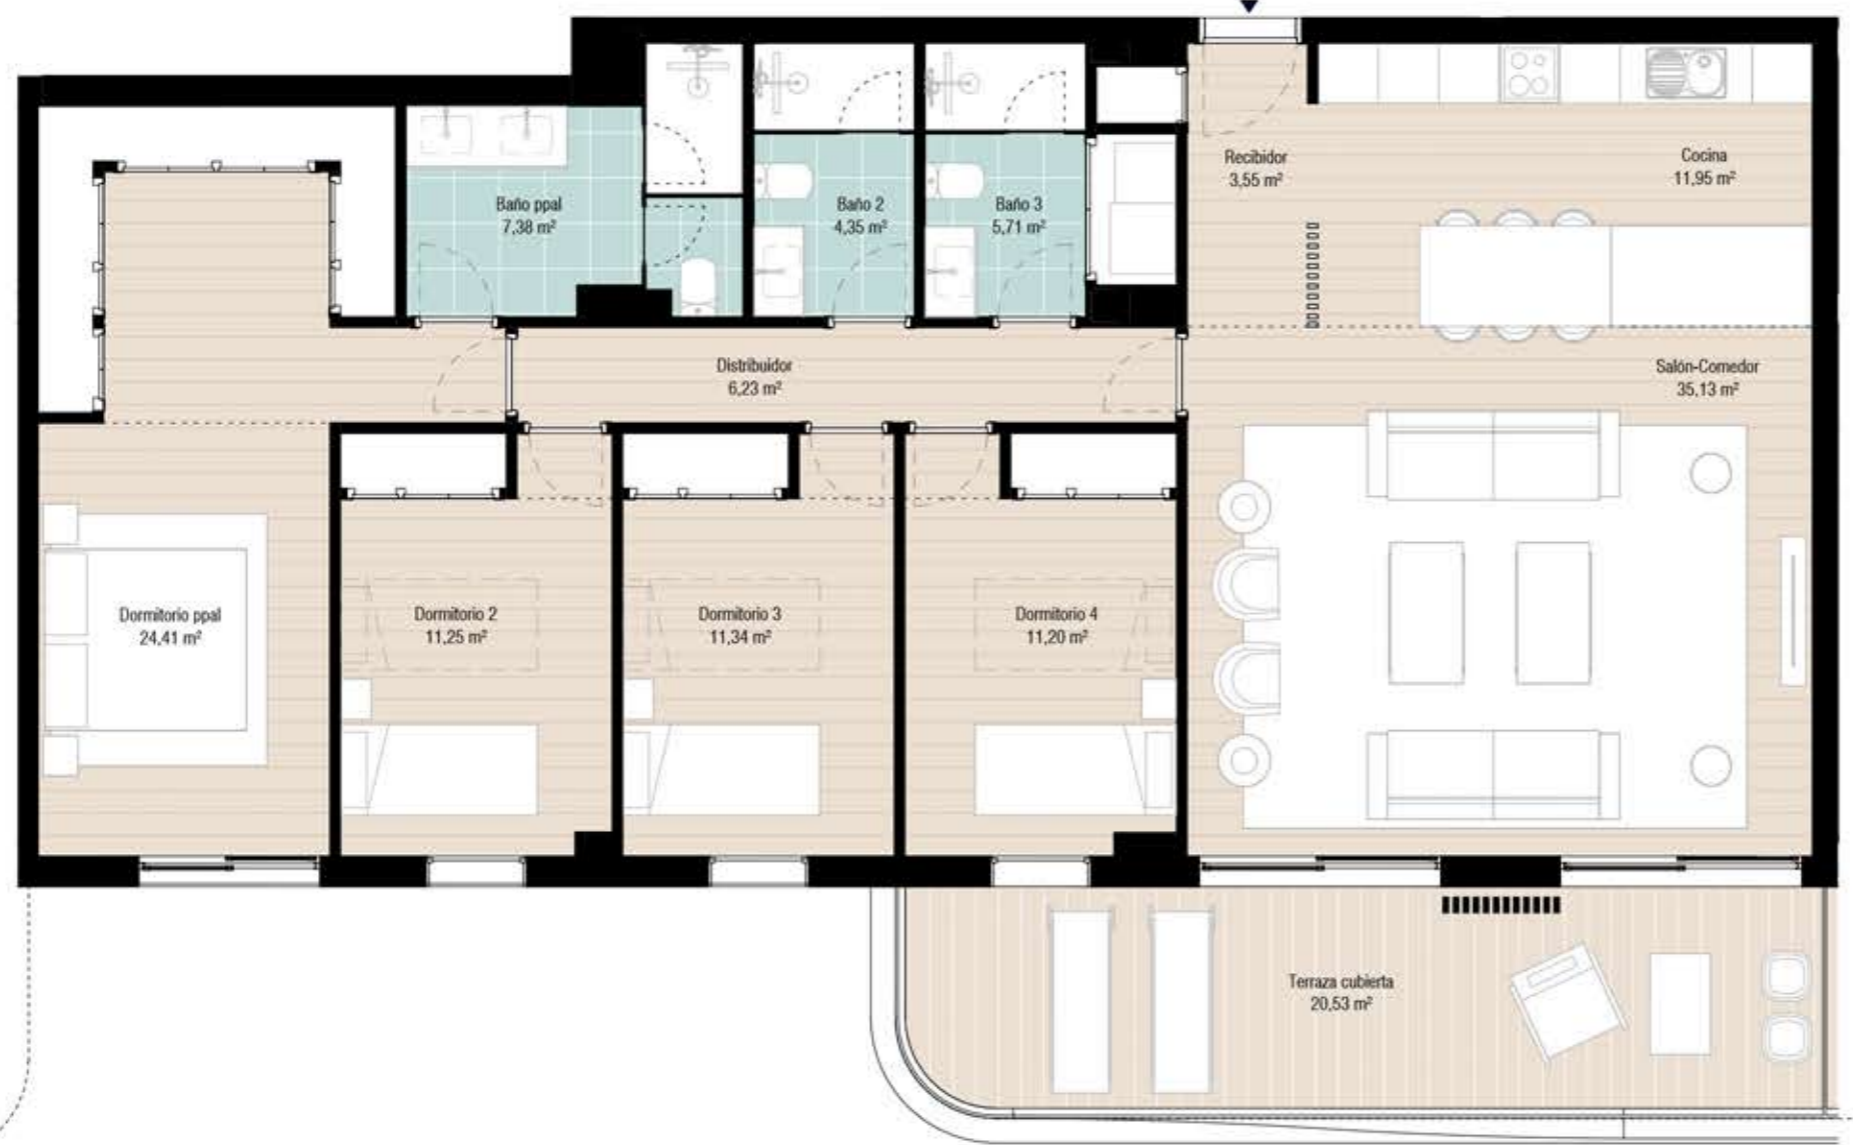 Recibidor
3,55 m²
Cocina
11,95 m²
Baño ppal
7,38 m²
Baño 2
4,35 m²
Baño 3
5,71 m²
Distribuidor
6,23 m²
Salón-Comedor
35,13 m²
Dormitorio ppal
24,41 m²
Dormitorio 2
11,25 m²
Dormitorio 3
11,34 m²
Dormitorio 4
11,20 m²
Terraza cubierta
20,53 m²